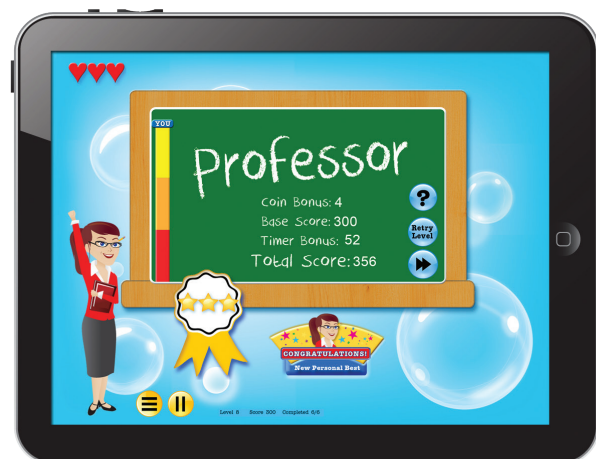 YOU
Professor
Coin Bonus: 4
Base Score: 300
Timer Bonus: 52
Total Score: 356
?
Retry
Level
CONGRATULATIONS!
New Personal Best
Level 8 Score 300 Completed 6/6